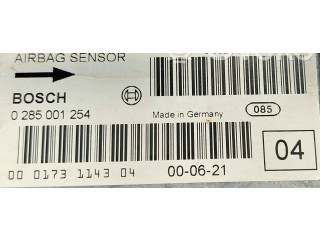 AIRBAG SENSOR
BOSCH
0 285 001 254
Made in Germany
085
04
00 0 0173 1143 04
00-06-21